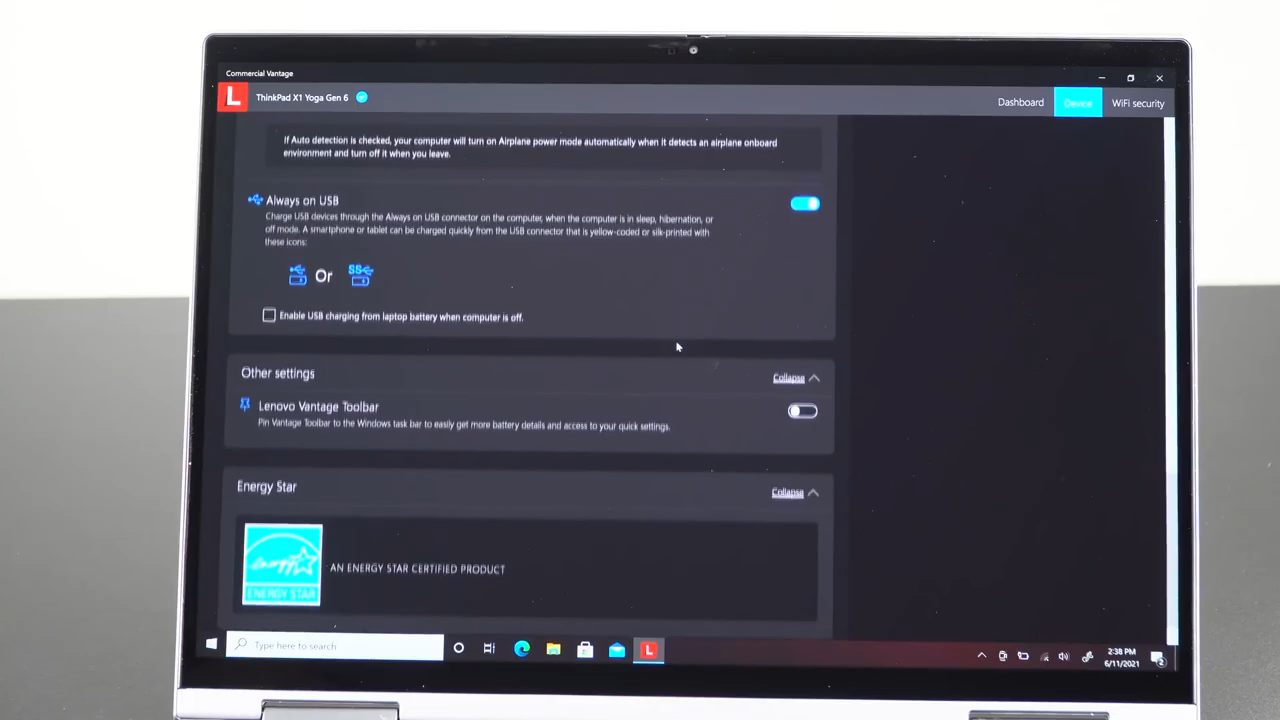 Commercial Vantage
L
ThinkPad X1 Yoga Gen 6
Dashboard
Device
WiFi security
If Auto detection is checked, your computer will turn on Airplane power mode automatically when it detects an airplane onboard
environment and turn off it when you leave.
Always on USB
Charge USB devices through the Always on USB connector on the computer, when the computer is in sleep, hibernation, or
off mode. A smartphone or tablet can be charged quickly from the USB connector that is yellow-coded or silk-printed with
these icons:
Or
SS
Enable USB charging from laptop battery when computer is off.
Other settings
Collapse
Lenovo Vantage Toolbar
Pin Vantage Toolbar to the Windows task bar to easily get more battery details and access to your quick settings.
Energy Star
Collapse
energy
ENERGY STAR
AN ENERGY STAR CERTIFIED PRODUCT
Type here to search
L
2:38 PM
6/11/2021
2